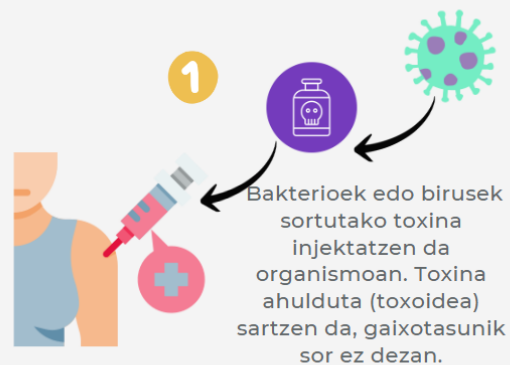 1
Bakterioek edo birusek
sortutako toxina
injektatzen da
organismoan. Toxina
ahulduta (toxoidea)
sartzen da, gaixotasunik
sor ez dezan.